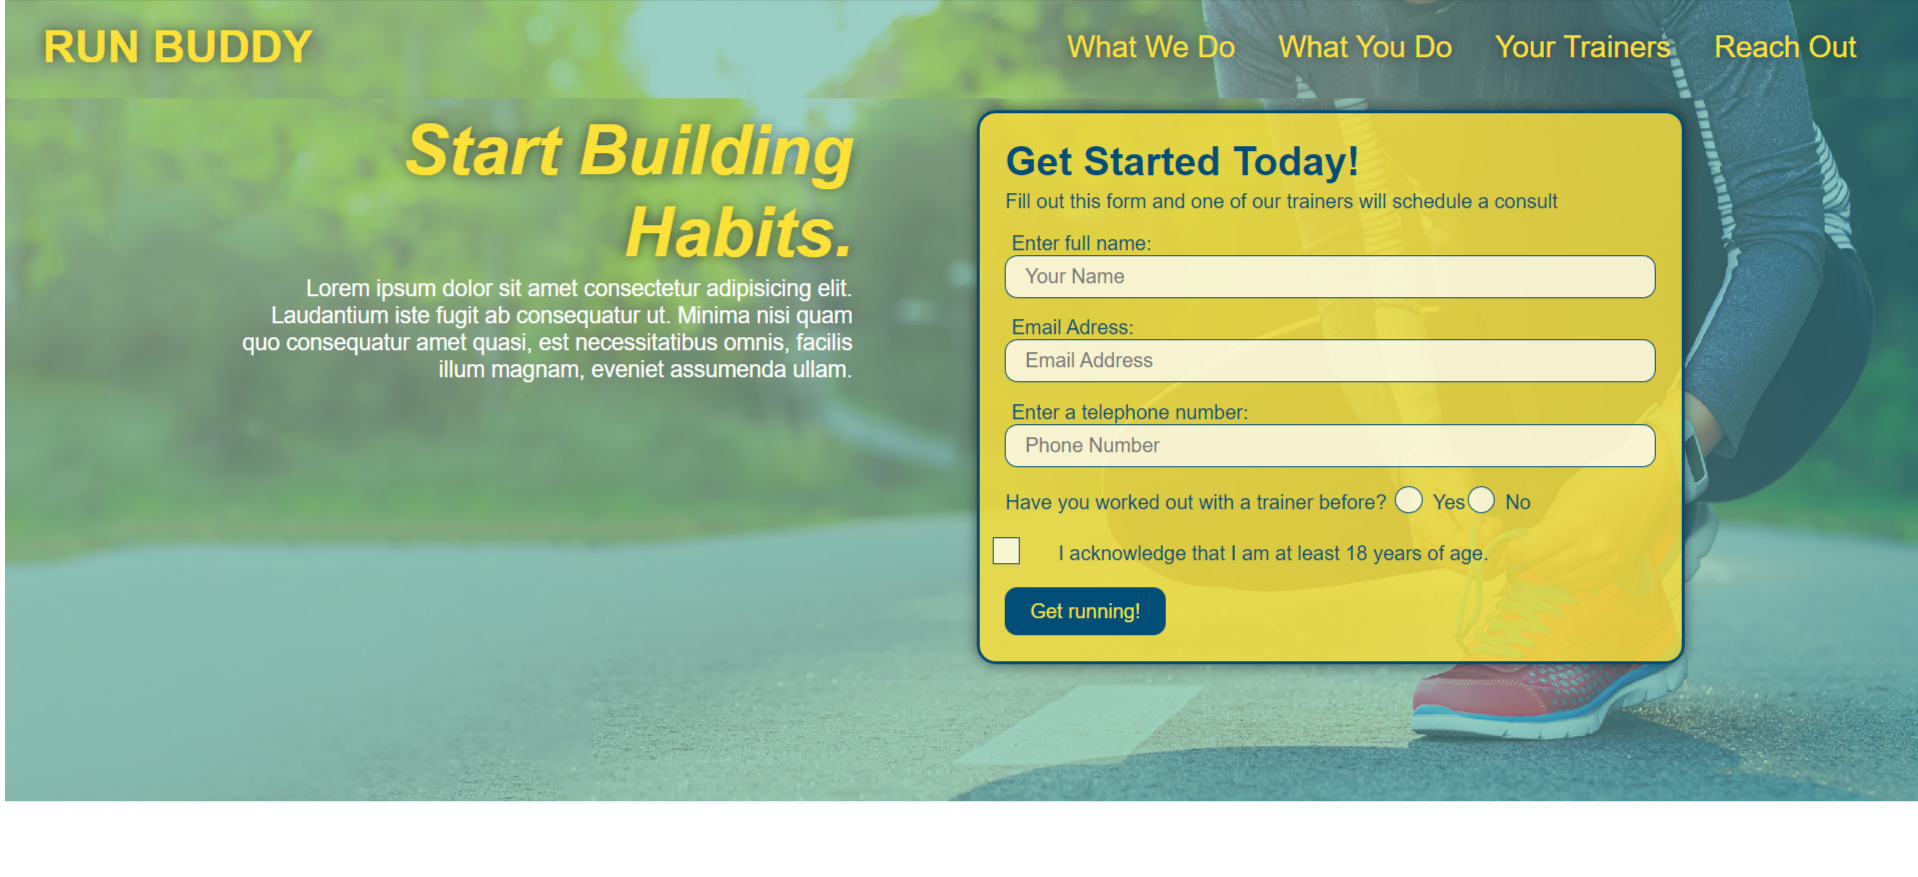 RUN BUDDY
What We Do What You Do Your Trainers Reach Out
Start Building
Habits.
Lorem ipsum dolor sit amet consectetur adipisicing elit.
Laudantium iste fugit ab consequatur ut. Minima nisi quam
quo consequatur amet quasi, est necessitatibus omnis, facilis
illum magnam, eveniet assumenda ullam.
Get Started Today!
Fill out this form and one of our trainers will schedule a consult
Enter full name:
Your Name
Email Adress:
Email Address
Enter a telephone number:
Phone Number
Have you worked out with a trainer before? Yes No
I acknowledge that I am at least 18 years of age.
Get running!